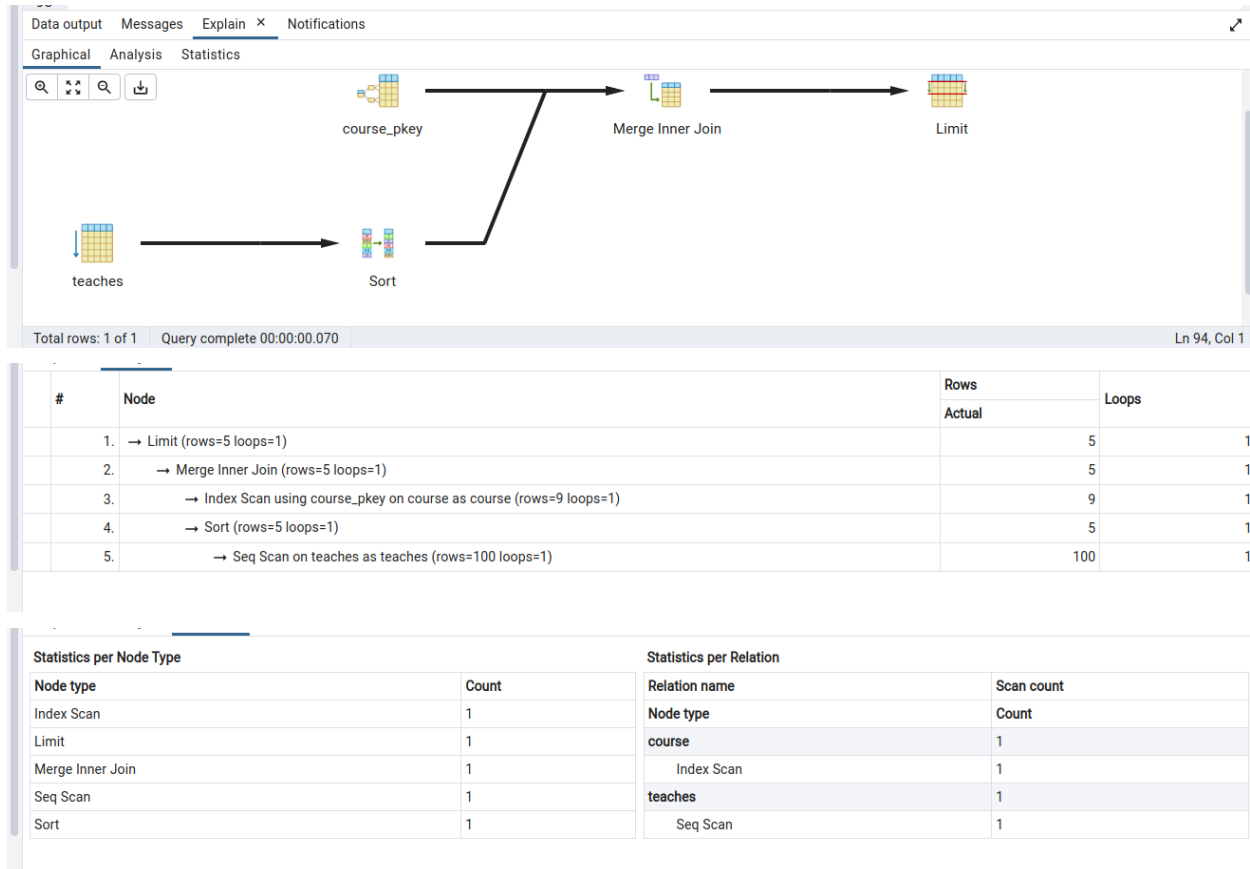 Data output Messages Explain × Notifications
Graphical Analysis Statistics
course_pkey Merge Inner Join Limit
teaches Sort
Total rows: 1 of 1 Query complete 00:00:00.070 Ln 94, Col 1
# Node Rows Loops
Actual
1. → Limit (rows=5 loops=1) 5 1
2. → Merge Inner Join (rows=5 loops=1) 5 1
3. → Index Scan using course_pkey on course as course (rows=9 loops=1) 9 1
4. → Sort (rows=5 loops=1) 5 1
5. → Seq Scan on teaches as teaches (rows=100 loops=1) 100 1
Statistics per Node Type Statistics per Relation
Node type Count Relation name Scan count
Index Scan 1 Node type Count
Limit 1 course 1
Merge Inner Join 1 Index Scan 1
Seq Scan 1 teaches 1
Sort 1 Seq Scan 1